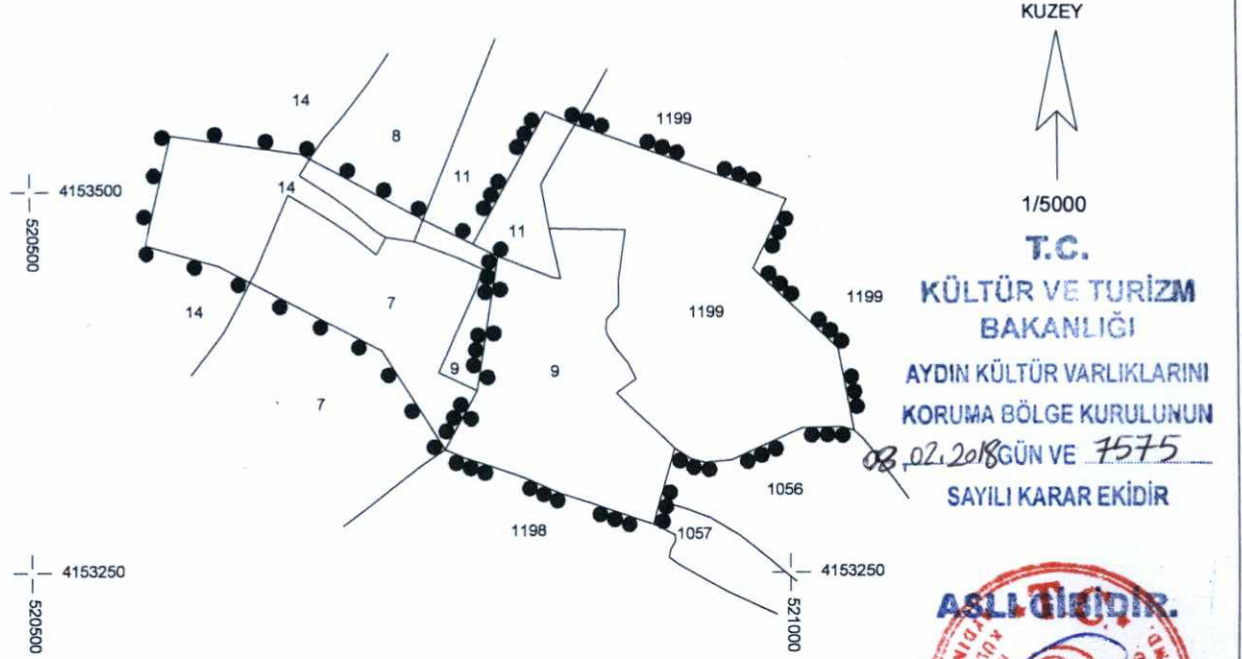 KUZEY
14
1199
8
11
14
4153500
1/5000
11
520500
T.C.
KÜLTÜR VE TURİZM
BAKANLIĞI
1199
14
7
1199
AYDIN KÜLTÜR VARLIKLARINI
9
9
7
KORUMA BÖLGE KURULUNUN
08.02.2018 GÜN VE 7575
1056
SAYILI KARAR EKİDİR
1198
1057
4153250
4153250
520500
521000
ASLI GİBİDİR.
T.C.